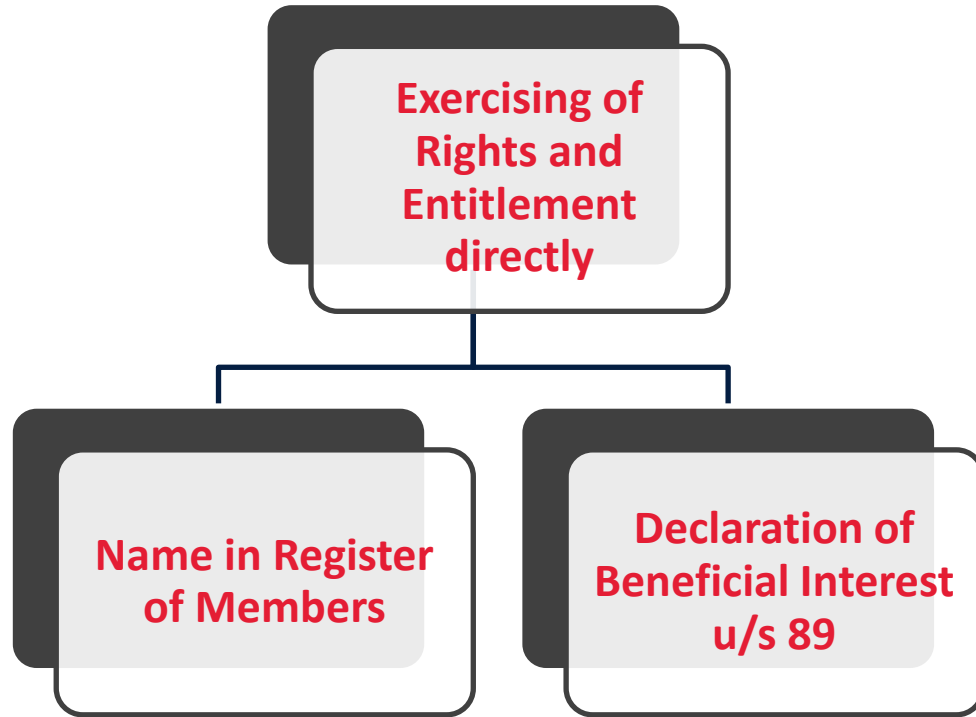 Exercising of
Rights and
Entitlement
directly
Name in Register
of Members
Declaration of
Beneficial Interest
u/s 89